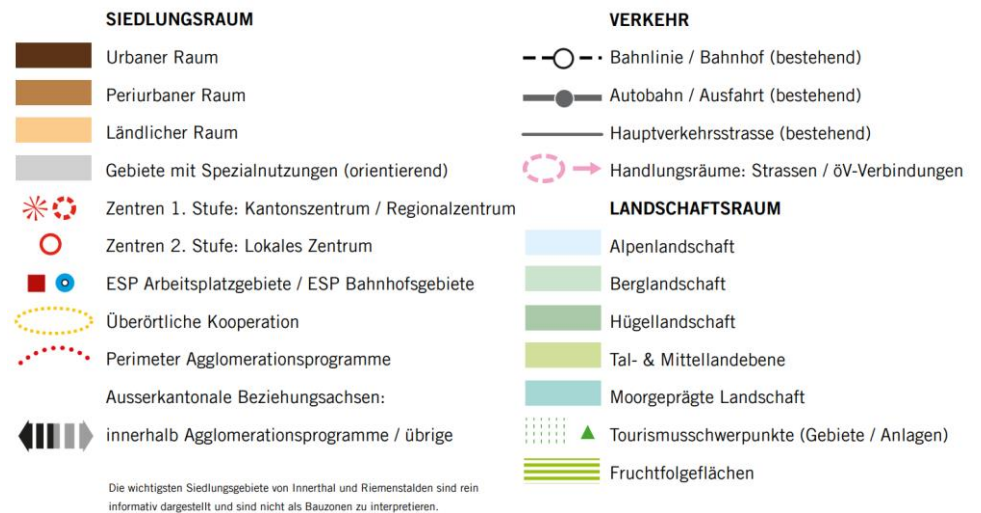 SIEDLUNGSRAUM
Urbaner Raum
Periurbaner Raum
Ländlicher Raum
Gebiete mit Spezialnutzungen (orientierend)
Zentren 1. Stufe: Kantonszentrum / Regionalzentrum
Zentren 2. Stufe: Lokales Zentrum
ESP Arbeitsplatzgebiete / ESP Bahnhofsgebiete
Überörtliche Kooperation
Perimeter Agglomerationsprogramme
Ausserkantonale Beziehungsachsen:
innerhalb Agglomerationsprogramme / übrige
Die wichtigsten Siedlungsgebiete von Innerthal und Riemenstalden sind rein
informativ dargestellt und sind nicht als Bauzonen zu interpretieren.
VERKEHR
Bahnlinie / Bahnhof (bestehend)
Autobahn / Ausfahrt (bestehend)
Hauptverkehrsstrasse (bestehend)
Handlungsräume: Strassen / öV-Verbindungen
LANDSCHAFTSRAUM
Alpenlandschaft
Berglandschaft
Hügellandschaft
Tal- & Mittellandebene
Moorgeprägte Landschaft
Tourismusschwerpunkte (Gebiete / Anlagen)
Fruchtfolgeflächen